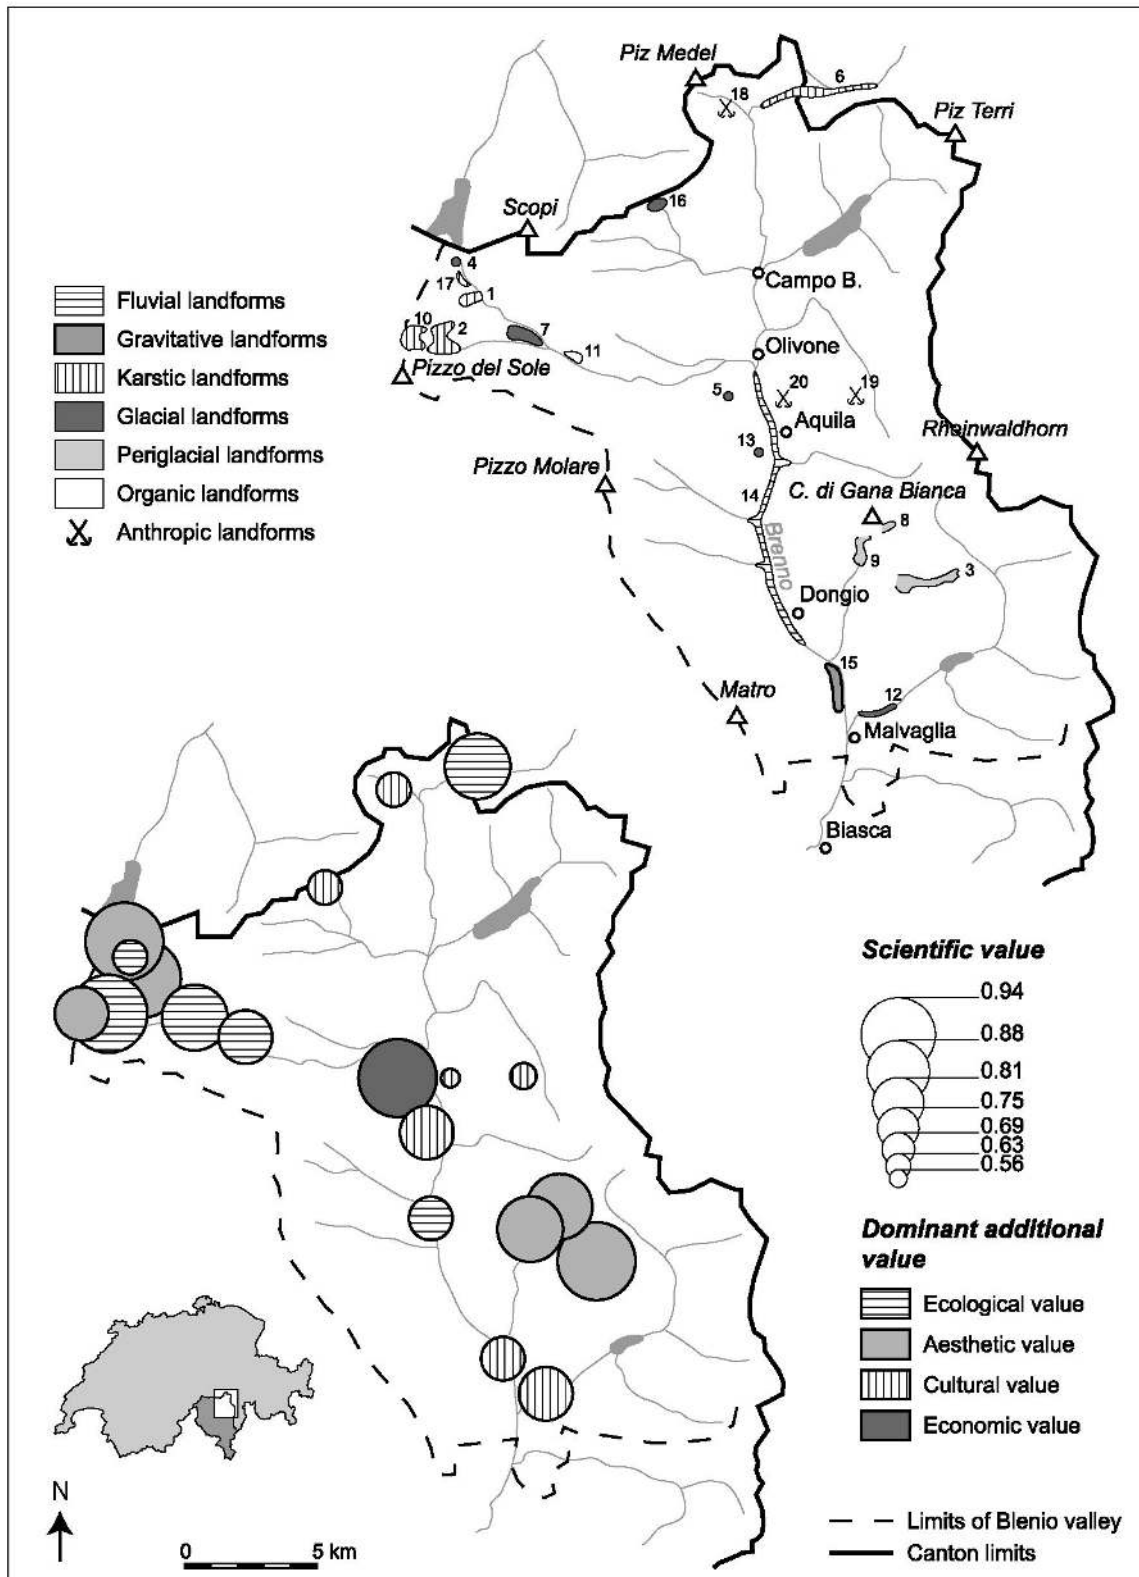 Piz Medel
6
18
Piz Terri
Scopi
16
4
17
1
Campo B.
10
2
7
11
Olivone
Pizzo del Sole
5
20
19
Aquila
13
Rheinwaldhorn
Pizzo Molare
14
C. di Gana Bianca
8
Brenno
9
3
Dongio
15
12
Matro
Malvaglia
Biasca
Fluvial landforms
Gravitative landforms
Karstic landforms
Glacial landforms
Periglacial landforms
Organic landforms
Anthropic landforms
Scientific value
0.94
0.88
0.81
0.75
0.69
0.63
0.56
Dominant additional
value
Ecological value
Aesthetic value
Cultural value
Economic value
N
0
5 km
Limits of Blenio valley
Canton limits